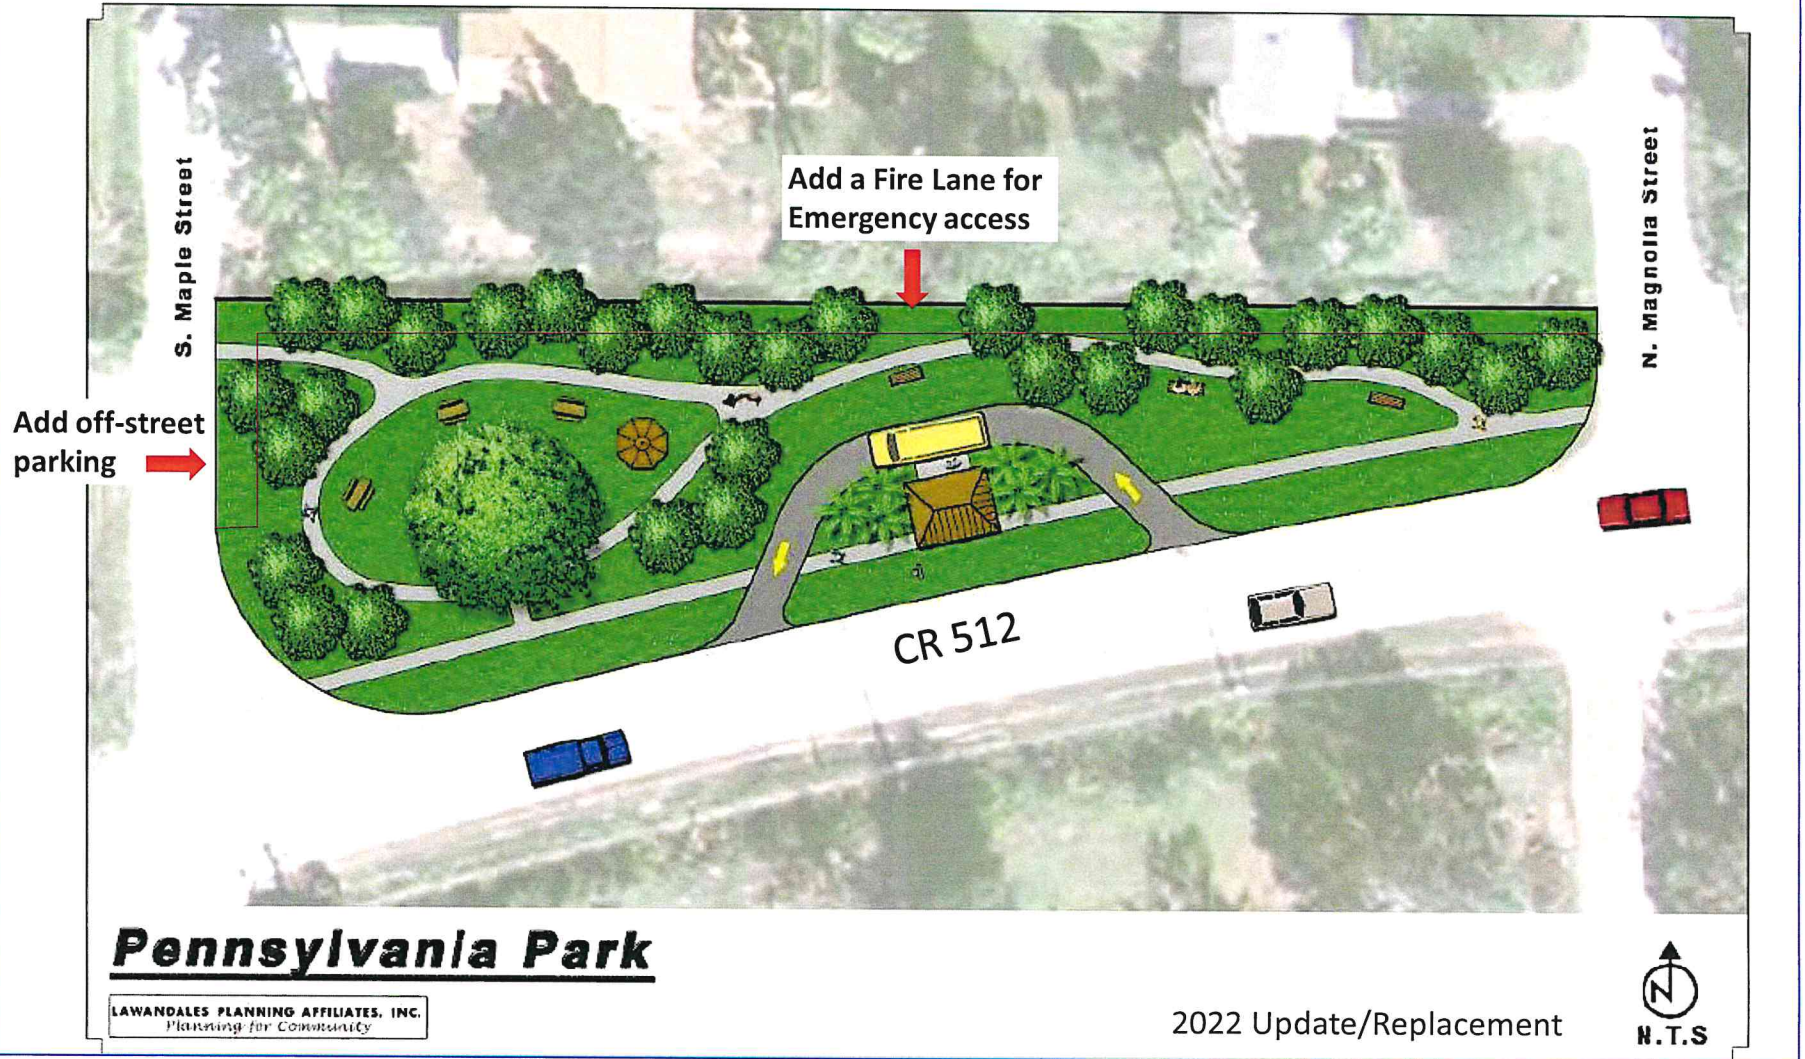 S. Maple Street
Add a Fire Lane for
Emergency access
N. Magnolla Street
Add off-street
parking
CR 512
Pennsylvania Park
LAWANDALES PLANNING AFFILIATES, INC.
Planning for Community
2022 Update/Replacement
N
N.T.S